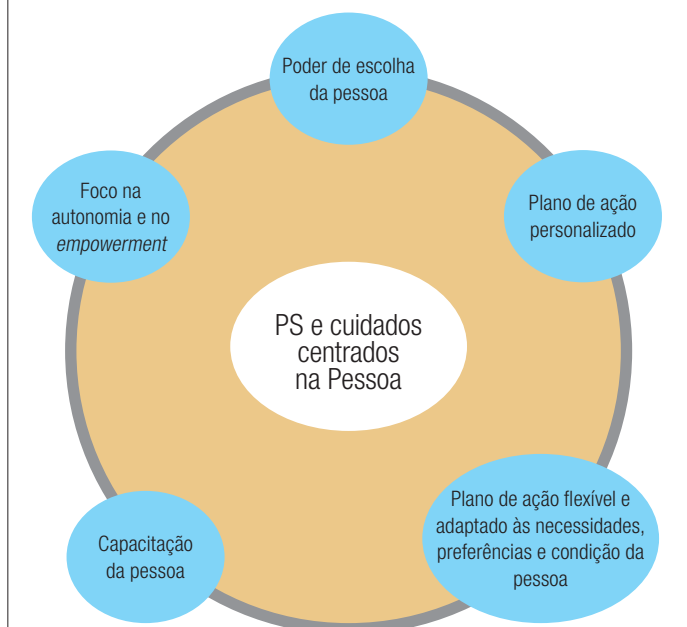 Poder de escolha
da pessoa
Foco na
autonomia e no
empowerment
Plano de ação
personalizado
PS e cuidados
centrados
na Pessoa
Capacitação
da pessoa
Plano de ação flexível e
adaptado às necessidades,
preferências e condição da
pessoa